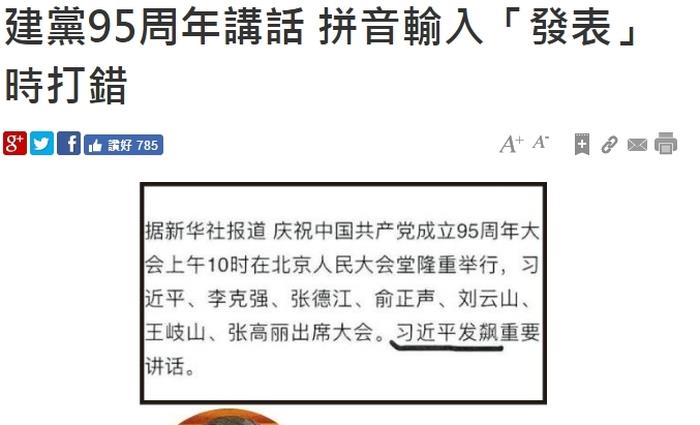 建黨95周年講話 拼音輸入「發表」
時打錯
g+ f 讚好 785 A+ A-
据新华社报道 庆祝中国共产党成立95周年大
会上午10时在北京人民大会堂隆重举行，习
近平、李克强、张德江、俞正声、刘云山、
王岐山、张高丽出席大会。习近平发飙重要
讲话。